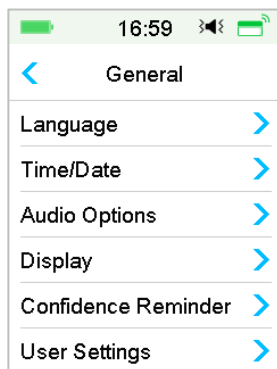 16:59
General
Language
Time/Date
Audio Options
Display
Confidence Reminder
User Settings